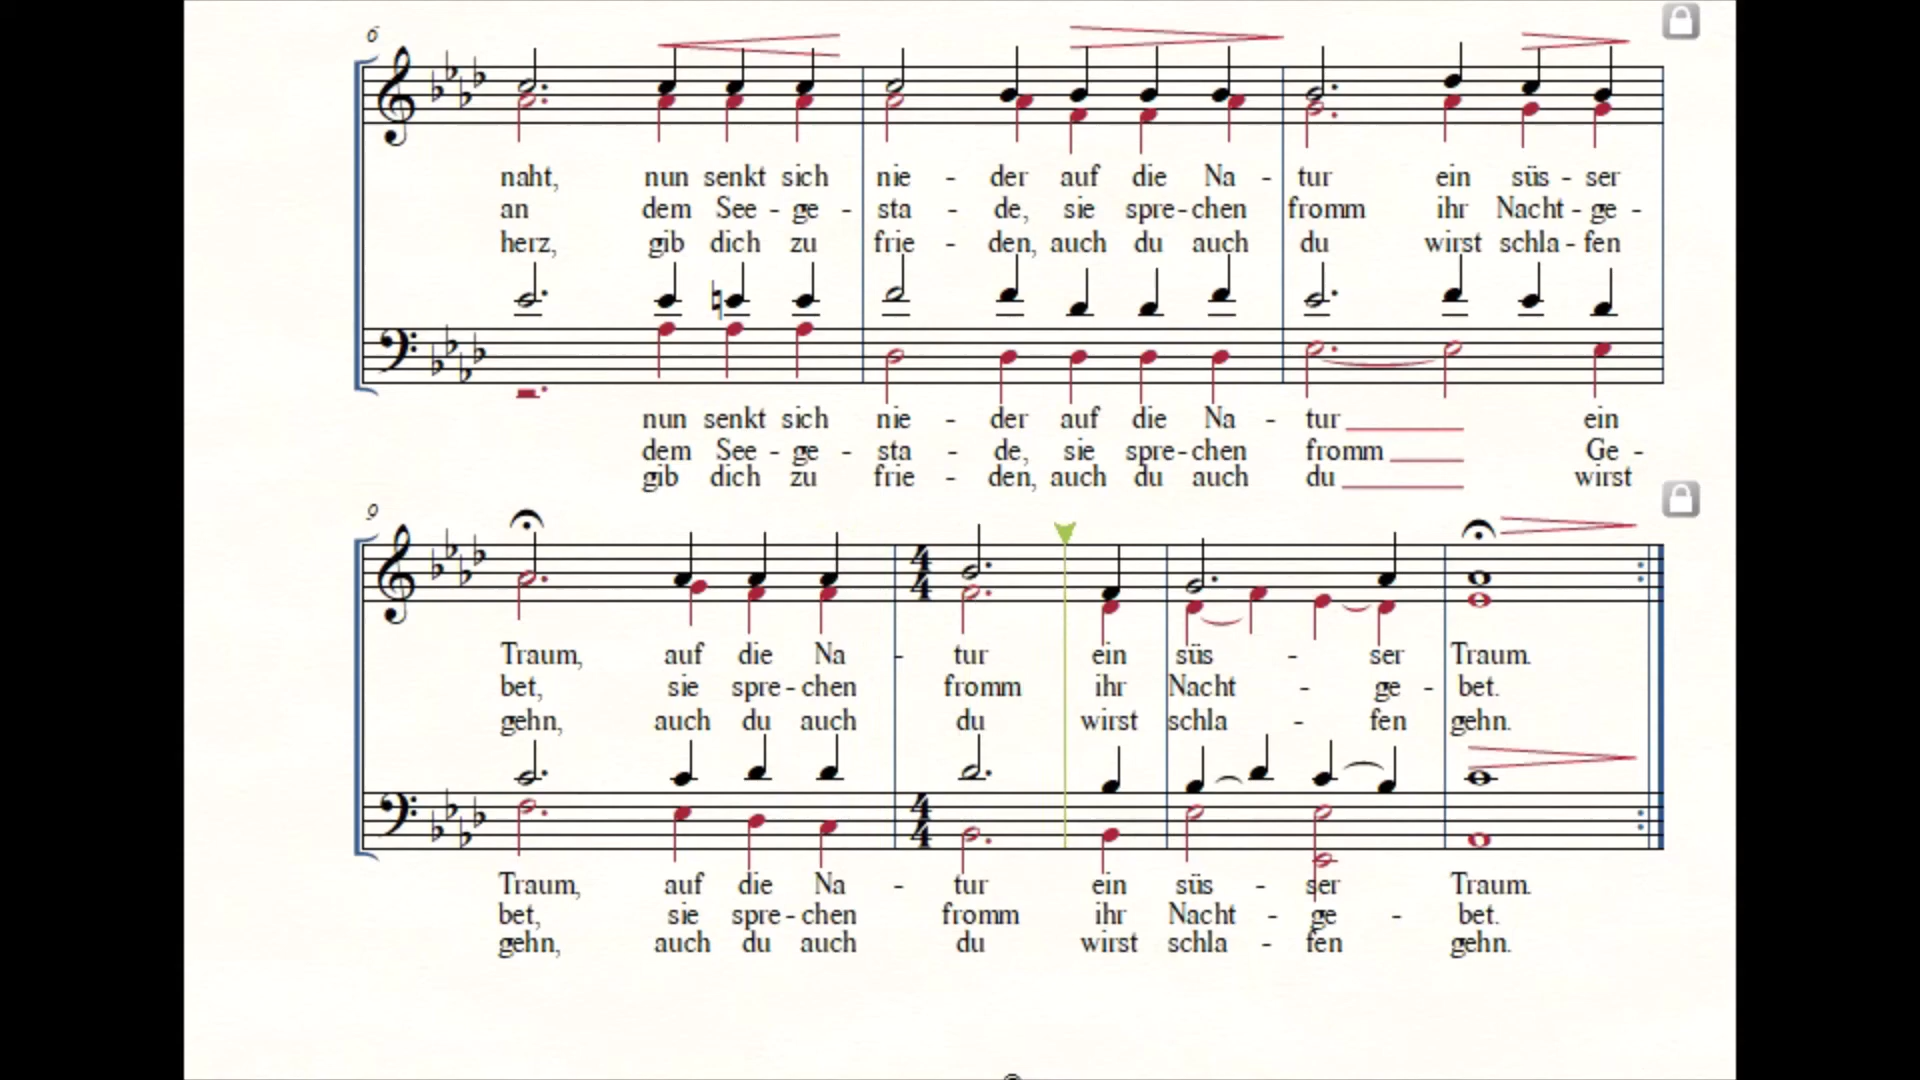 6
naht, nun senkt sich nie - der auf die Na - tur ein süs - ser
an dem See - ge - sta - de, sie spre - chen fromm ihr Nacht - ge -
herz, gib dich zu frie - den, auch du auch du wirst schla - fen
nun senkt sich nie - der auf die Na - tur ein
dem See - ge - sta - de, sie spre - chen fromm Ge -
gib dich zu frie - den, auch du auch du wirst
9
4 4
Traum, auf die Na - tur ein süs - ser Traum.
bet, sie spre - chen fromm ihr Nacht - ge - bet.
gehn, auch du auch du wirst schla - fen gehn.
4 4
Traum, auf die Na - tur ein süs - ser Traum.
bet, sie spre - chen fromm ihr Nacht - ge - bet.
gehn, auch du auch du wirst schla - fen gehn.